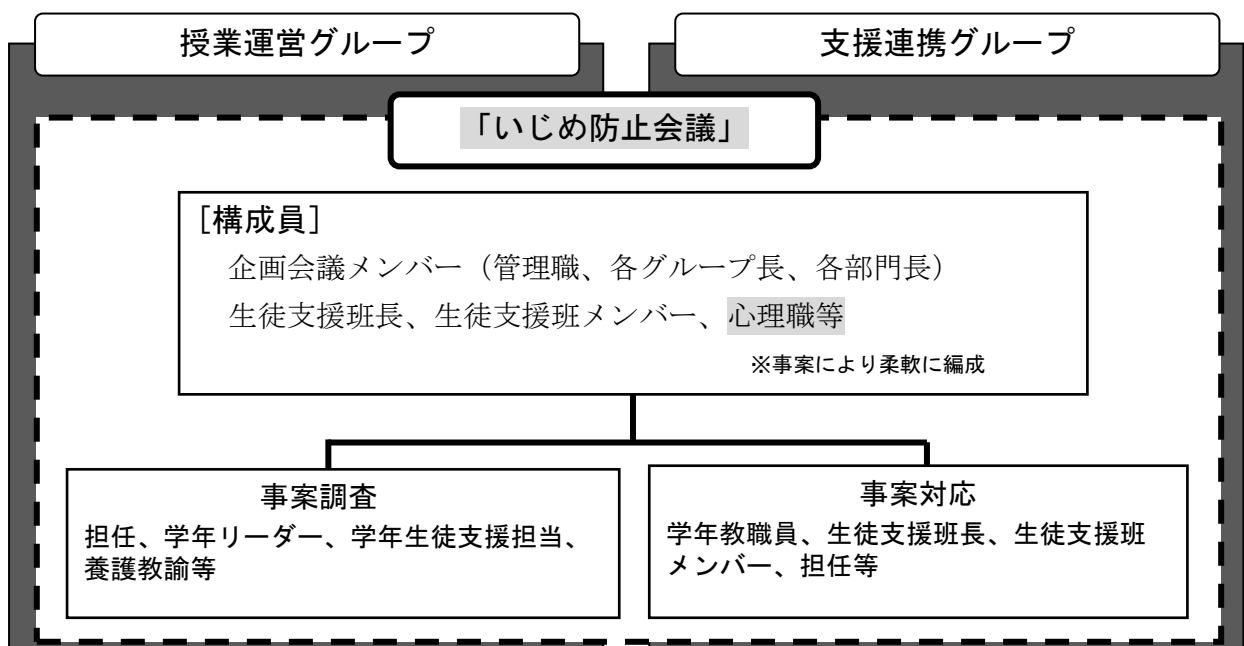 授業運営グループ
支援連携グループ
「いじめ防止会議」
［構成員］
企画会議メンバー（管理職、各グループ長、各部門長）
生徒支援班長、生徒支援班メンバー、心理職等
※事案により柔軟に編成
事案調査
担任、学年リーダー、学年生徒支援担当、
養護教諭等
事案対応
学年教職員、生徒支援班長、生徒支援班
メンバー、担任等